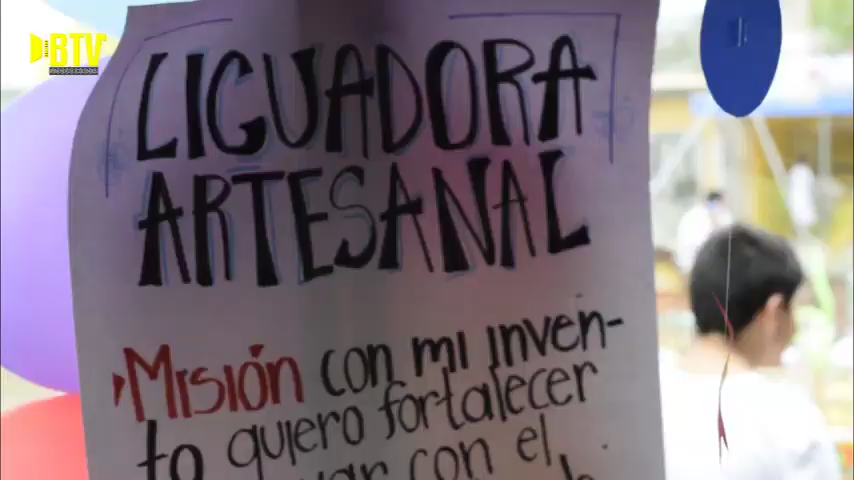 BTV
LIGUADORA
ARTESANAL
Misión con mi inven-
to quiero fortalecer
con el